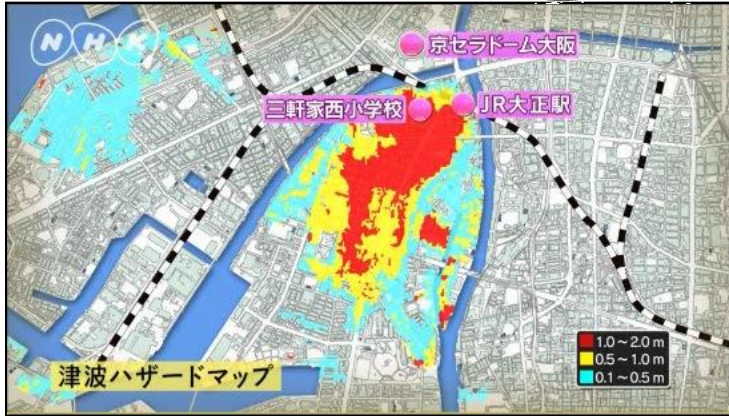 NHK
京セラドーム大阪
三軒家西小学校
JR大正駅
1.0～2.0 m
0.5～1.0 m
0.1～0.5 m
津波ハザードマップ